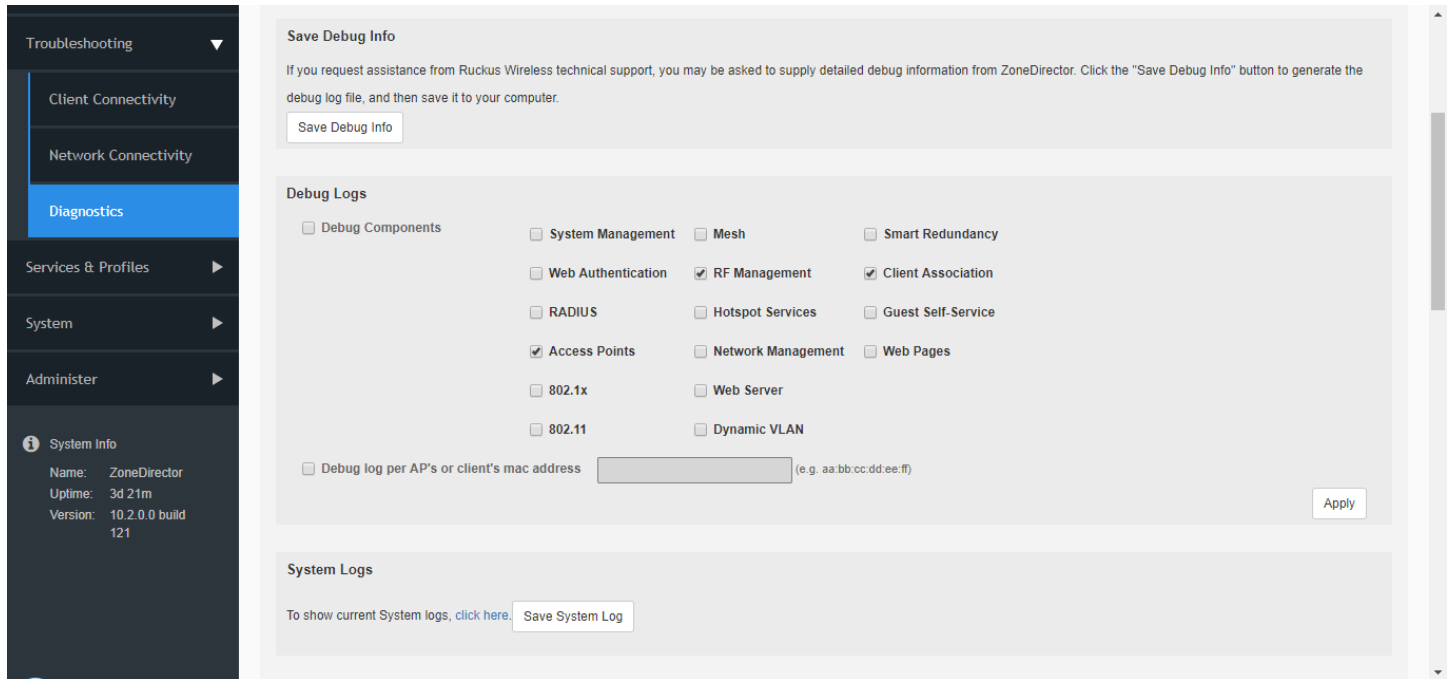 Troubleshooting
Client Connectivity
Network Connectivity
Diagnostics
Services & Profiles
System
Administer
System Info
Name: ZoneDirector
Uptime: 3d 21m
Version: 10.2.0.0 build
121
Save Debug Info
If you request assistance from Ruckus Wireless technical support, you may be asked to supply detailed debug information from ZoneDirector. Click the "Save Debug Info" button to generate the
debug log file, and then save it to your computer.
Save Debug Info
Debug Logs
Debug Components
System Management Mesh Smart Redundancy
Web Authentication RF Management Client Association
RADIUS Hotspot Services Guest Self-Service
Access Points Network Management Web Pages
802.1x Web Server
802.11 Dynamic VLAN
Debug log per AP's or client's mac address (e.g. aa:bb:cc:dd:ee:ff)
Apply
System Logs
To show current System logs, click here. Save System Log